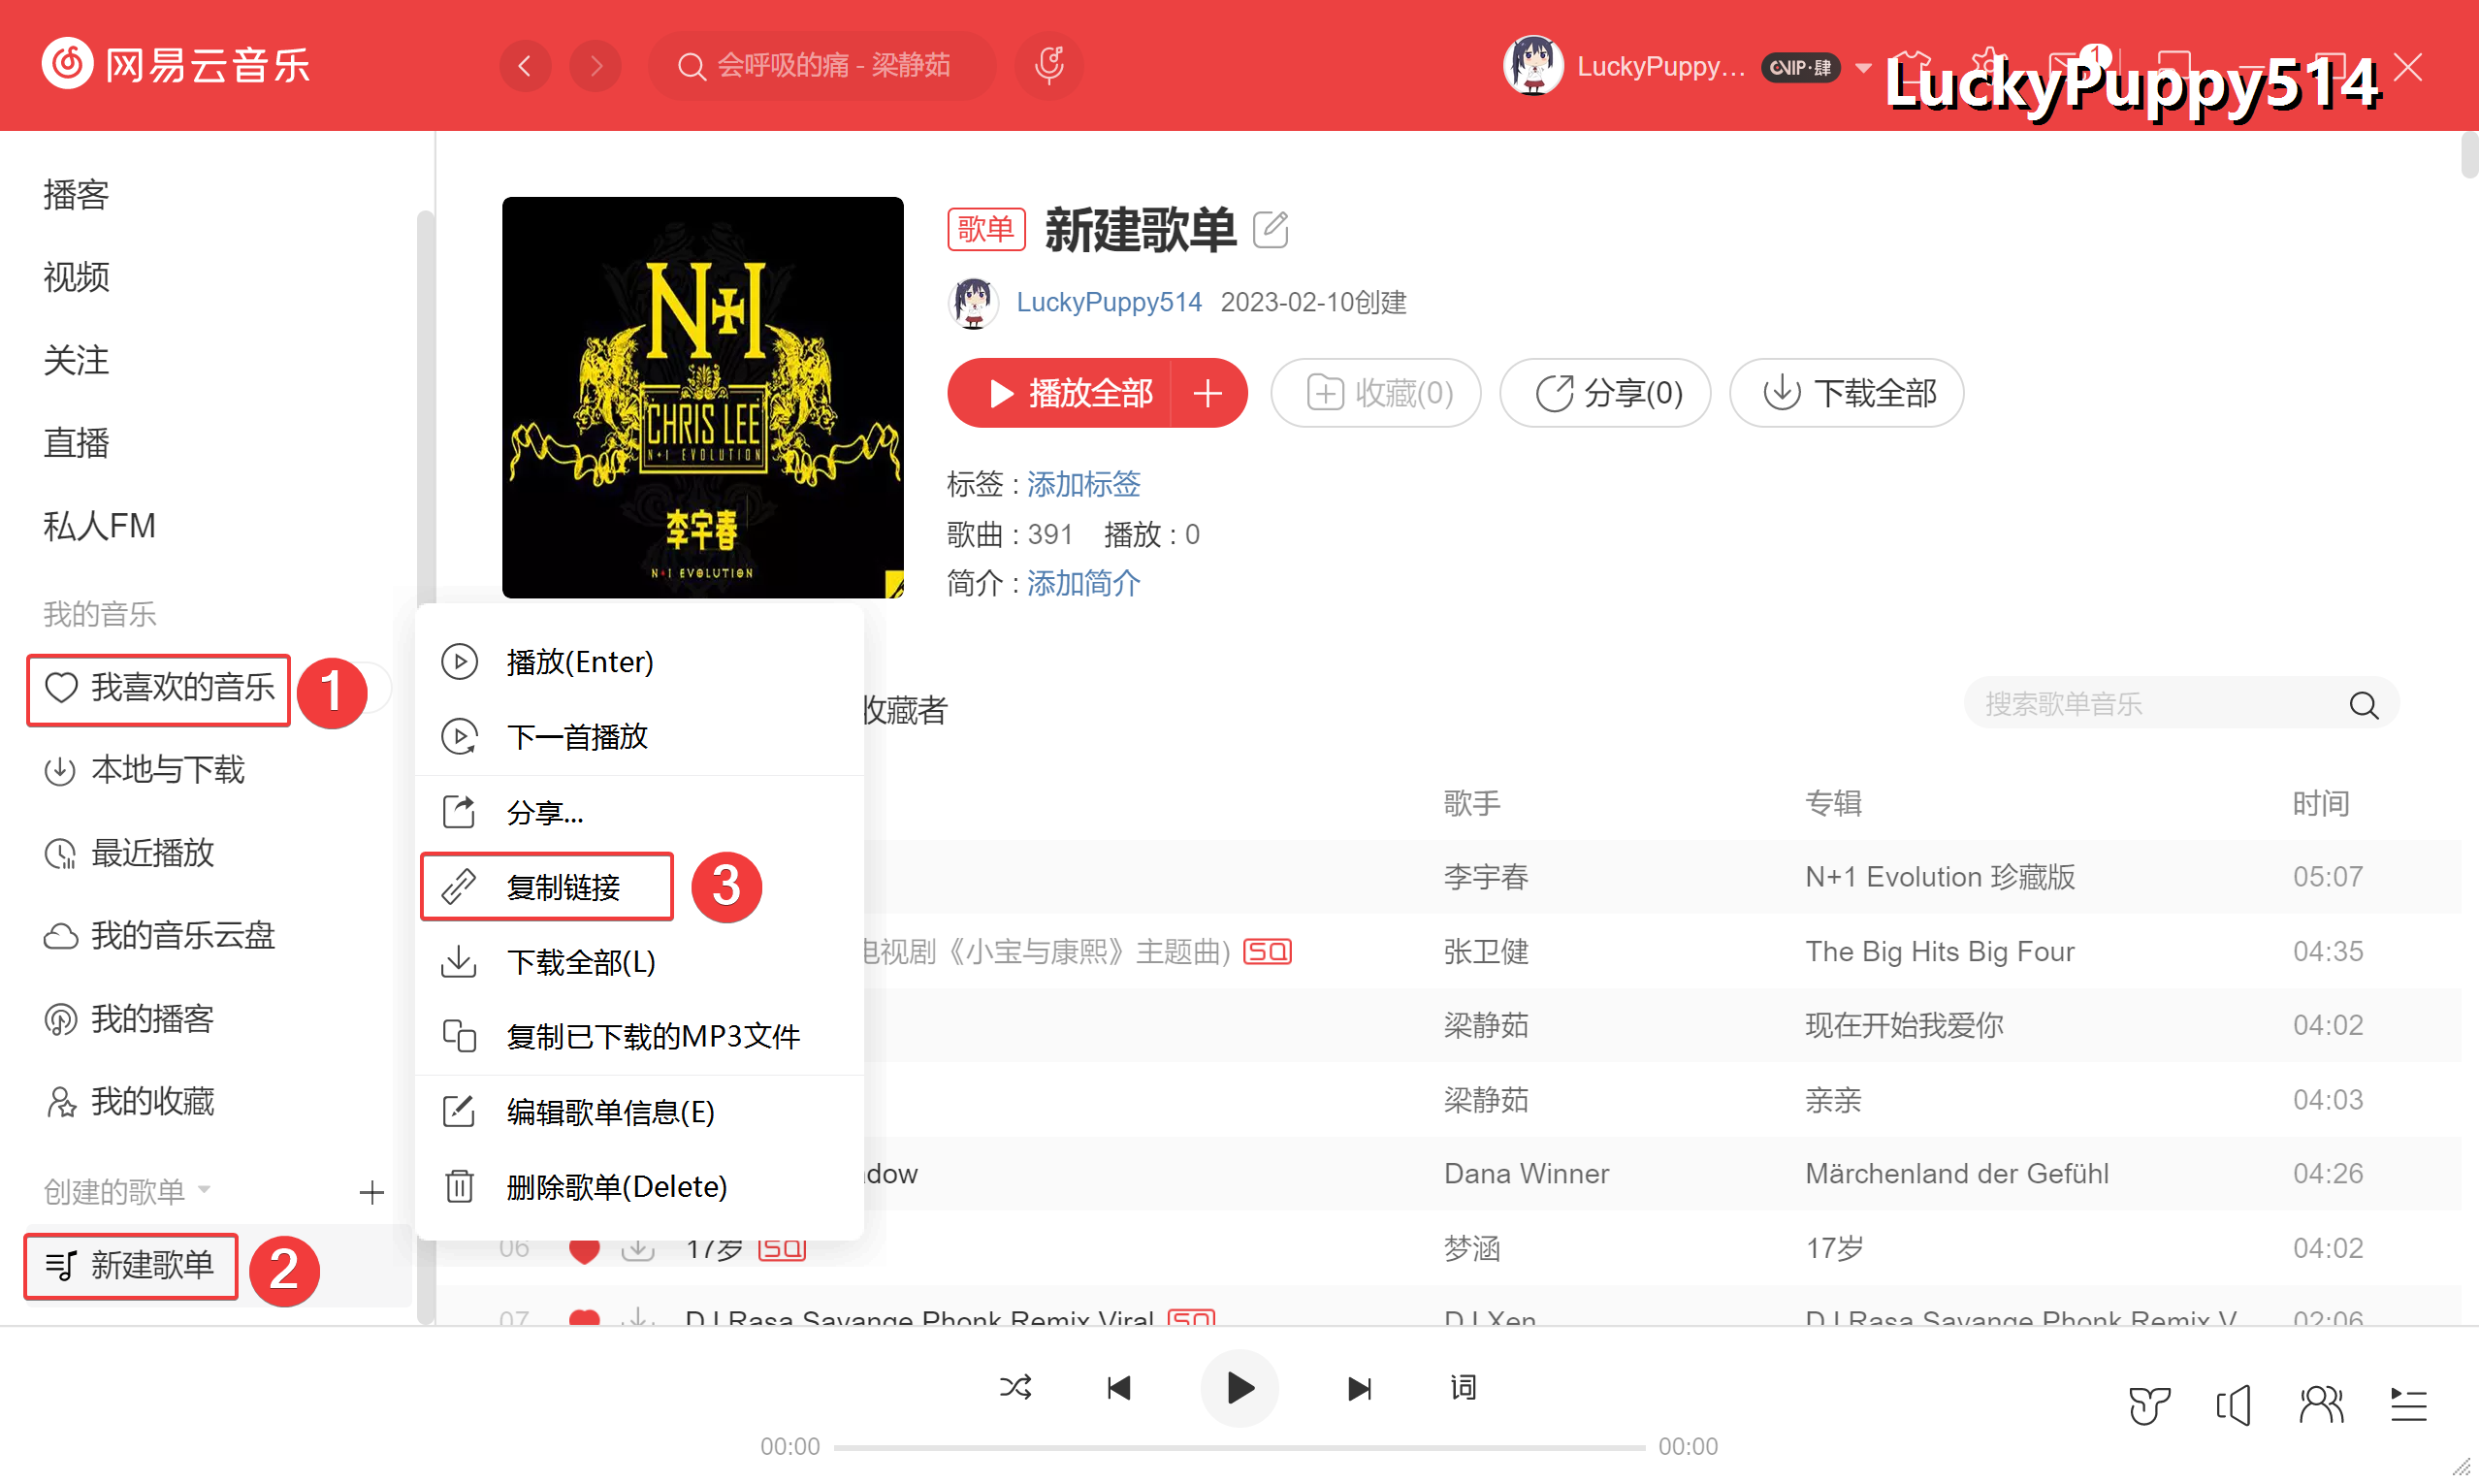 网易云音乐
会呼吸的痛 - 梁静茹
LuckyPuppy...
VIP·肆
1
LuckyPuppy514
播客
视频
关注
直播
私人FM
我的音乐
我喜欢的音乐
1
本地与下载
最近播放
我的音乐云盘
我的播客
我的收藏
创建的歌单
新建歌单
2
N+I
CHRIS LEE
N+I EVOLUTION
李宇春
N+I EVOLUTION
歌单 新建歌单
LuckyPuppy514 2023-02-10创建
播放全部 +
收藏(0)
分享(0)
下载全部
标签 : 添加标签
歌曲 : 391 播放 : 0
简介 : 添加简介
播放(Enter)
下一首播放
分享...
复制链接
3
下载全部(L)
复制已下载的MP3文件
编辑歌单信息(E)
删除歌单(Delete)
收藏者
搜索歌单音乐
歌手 专辑 时间
李宇春 N+1 Evolution 珍藏版 05:07
电视剧《小宝与康熙》主题曲) SQ 张卫健 The Big Hits Big Four 04:35
梁静茹 现在开始我爱你 04:02
梁静茹 亲亲 04:03
dow Dana Winner Märchenland der Gefühl 04:26
06 17岁 SQ 梦涵 17岁 04:02
07 DJ Rasa Sayange Phonk Remix Viral SQ DJ Xen DJ Rasa Sayange Phonk Remix V 02:06
词
00:00 00:00